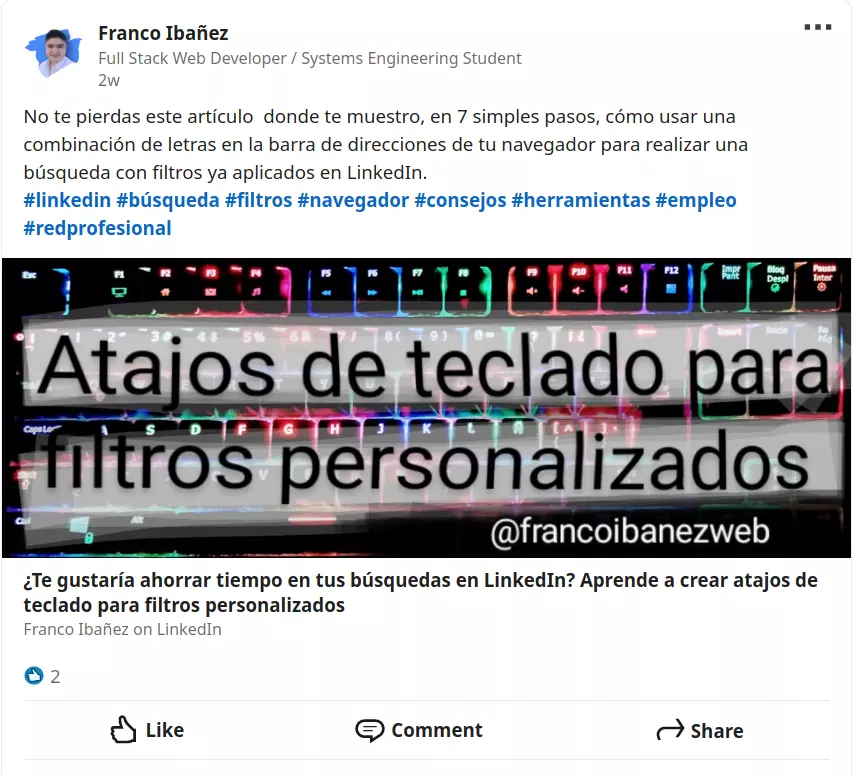 Franco Ibañez
Full Stack Web Developer / Systems Engineering Student
2w
No te pierdas este artículo  donde te muestro, en 7 simples pasos, cómo usar una
combinación de letras en la barra de direcciones de tu navegador para realizar una
búsqueda con filtros ya aplicados en LinkedIn.
#linkedin #búsqueda #filtros #navegador #consejos #herramientas #empleo
#redprofesional
Esc F1 F2 F3 F4 F5 F6 F7 F8 F9 F10 F11 F12 Impr Pant Bloq Despl Pausa Inter
Atajos de teclado para
S D F G H J K L Ñ
filtros personalizados
@francoibanezweb
¿Te gustaría ahorrar tiempo en tus búsquedas en LinkedIn? Aprende a crear atajos de
teclado para filtros personalizados
Franco Ibañez on LinkedIn
2
Like Comment Share